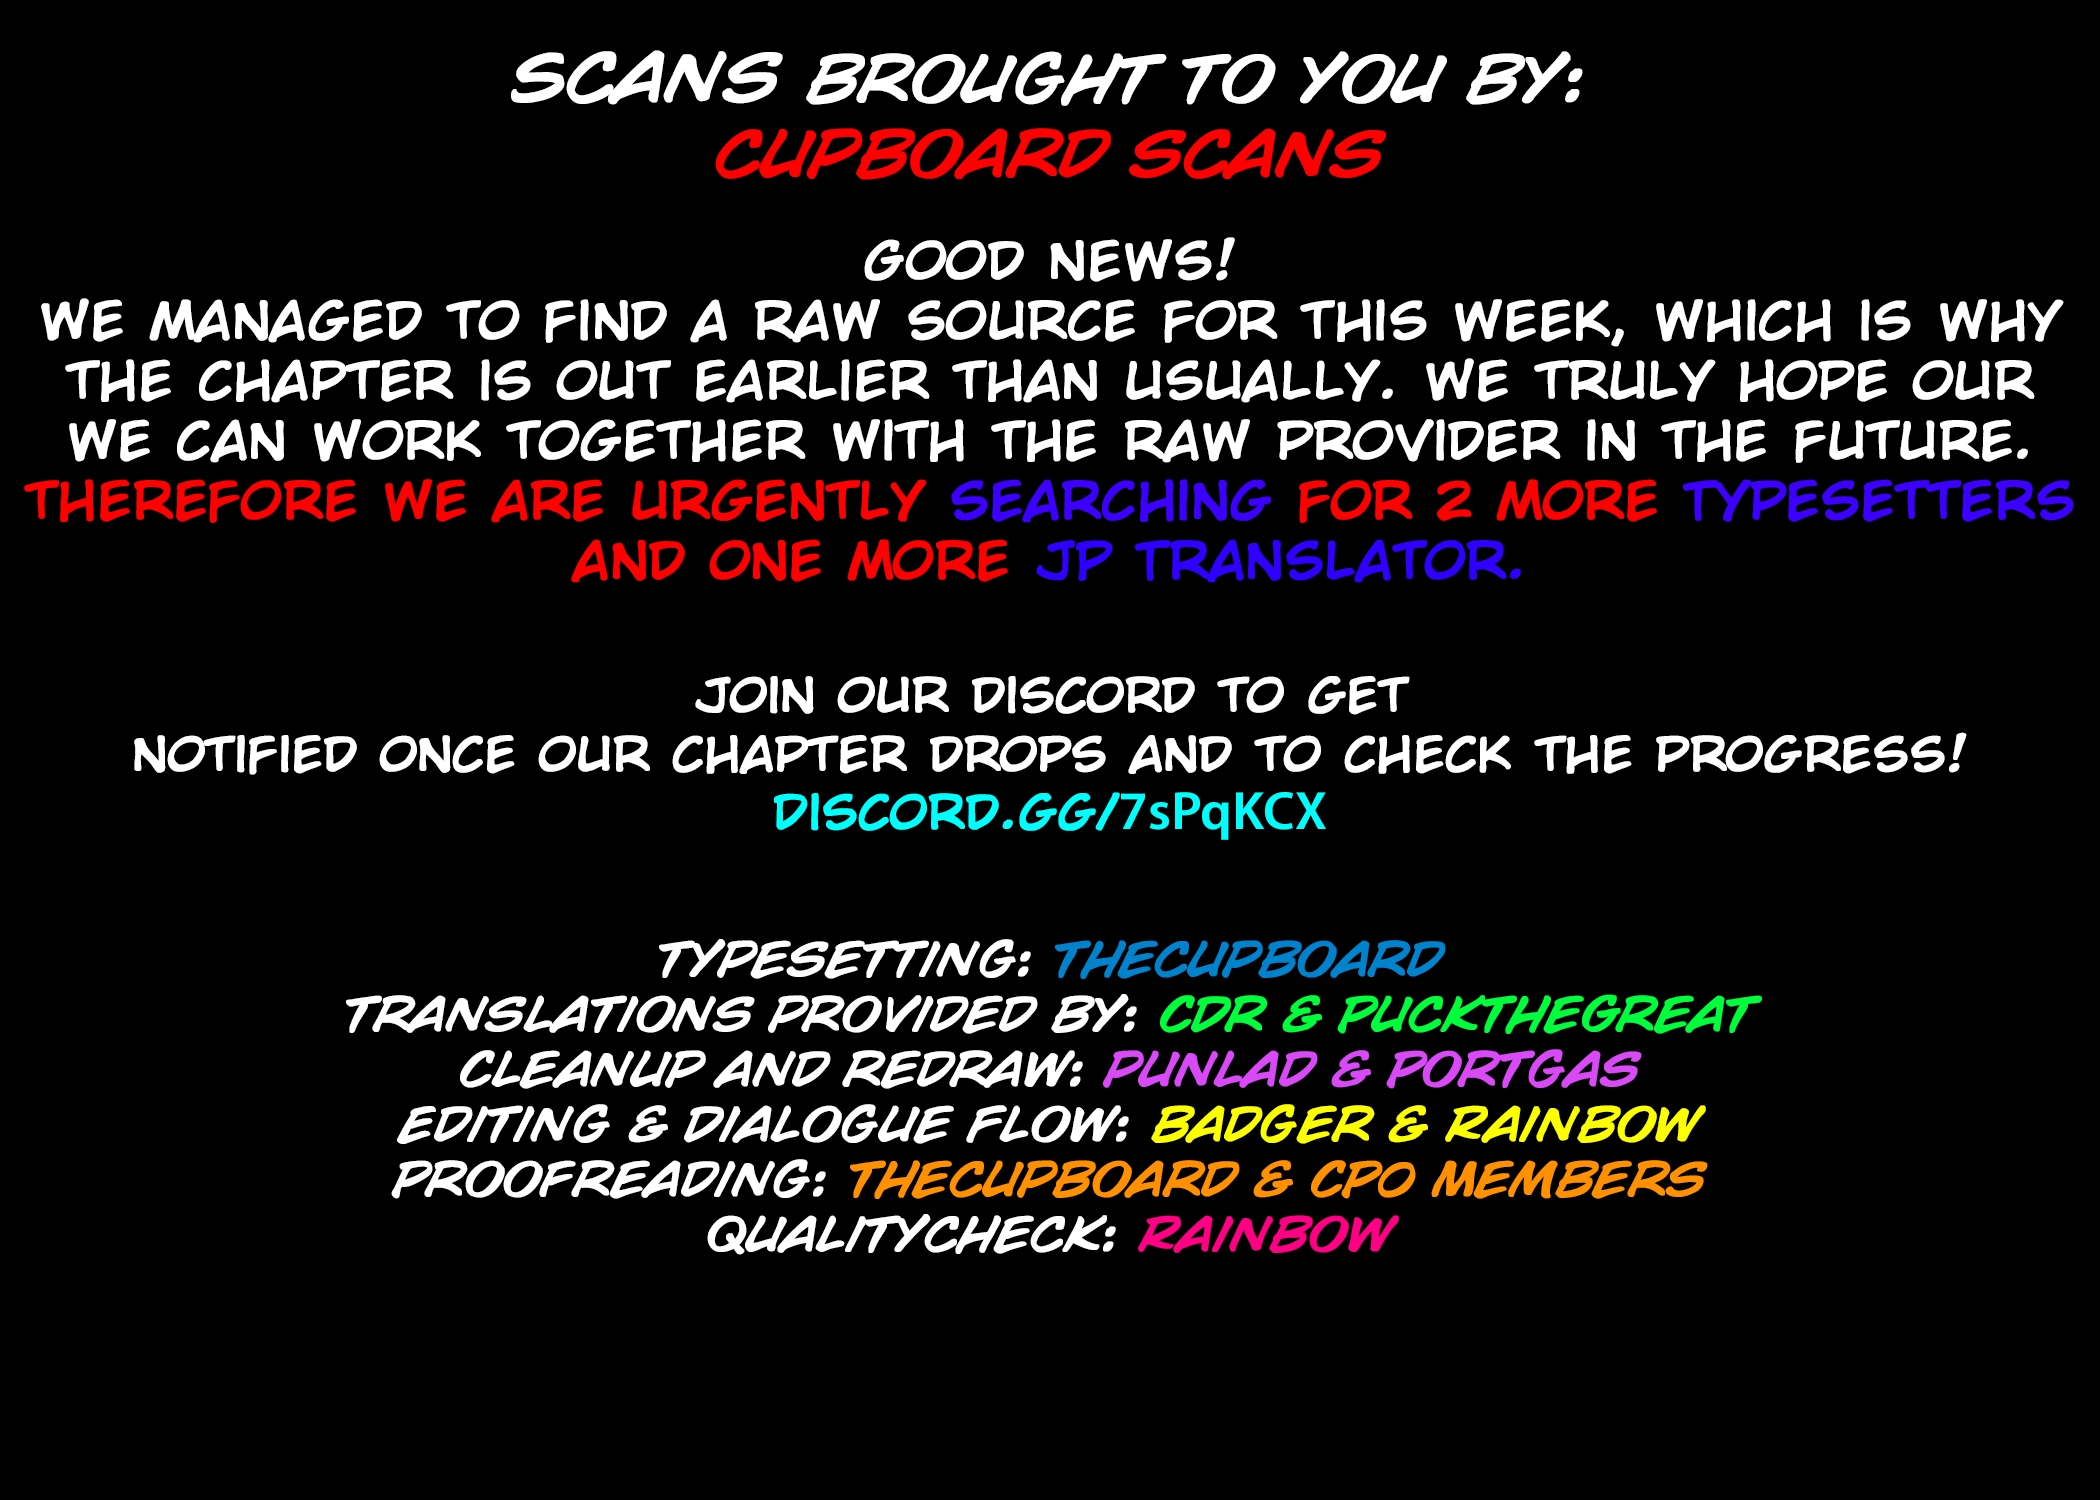 SCANS BROUGHT TO YOU BY:
CUPBOARD SCANS
GOOD NEWS!
WE MANAGED TO FIND A RAW SOURCE FOR THIS WEEK, WHICH IS WHY
THE CHAPTER IS OUT EARLIER THAN USUALLY. WE TRULY HOPE OUR
WE CAN WORK TOGETHER WITH THE RAW PROVIDER IN THE FUTURE.
THEREFORE WE ARE URGENTLY SEARCHING FOR 2 MORE TYPESETTERS
AND ONE MORE JP TRANSLATOR.
JOIN OUR DISCORD TO GET
NOTIFIED ONCE OUR CHAPTER DROPS AND TO CHECK THE PROGRESS!
DISCORD.GG/7sPqKCX
TYPESETTING: THECUPBOARD
TRANSLATIONS PROVIDED BY: CDR & PUCKTHEGREAT
CLEANUP AND REDRAW: PUNLAD & PORTGAS
EDITING & DIALOGUE FLOW: BADGER & RAINBOW
PROOFREADING: THECUPBOARD & CPO MEMBERS
QUALITYCHECK: RAINBOW